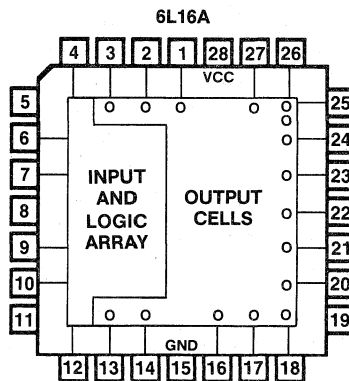 6L16A
4 3 2 1 28 27 26
VCC
5 25
6 24
7 23
8 22
9 21
10 20
11 19
INPUT
AND
LOGIC
ARRAY
OUTPUT
CELLS
GND
12 13 14 15 16 17 18